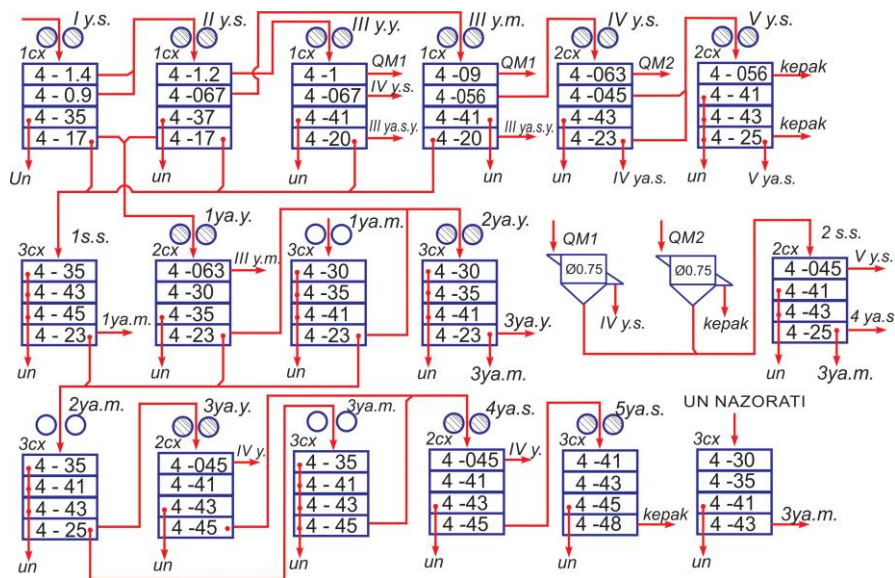 I y.s.
II y.s.
III y.y.
III y.m.
IV y.s.
V y.s.
1cx
1cx
1cx
1cx
2cx
2cx
4 - 1.4
4 - 0.9
4 - 35
4 - 17
Un
4 -1.2
4 -067
4 -37
4 -17
un
4 -1
4 -067
4 -41
4 -20
un
QM1
IV y.s.
III ya.s.y.
4 -09
4 -056
4 -41
4 -20
un
QM1
III ya.s.y.
4 -063
4 -045
4 -43
4 -23
un
QM2
IV ya.s.
4 - 056
4 - 41
4 - 43
4 - 25
un
kepak
kepak
V ya.s.
1s.s.
1ya.y.
1ya.m.
2ya.y.
3cx
2cx
3cx
3cx
4 - 35
4 - 43
4 - 45
4 - 23
un
1ya.m.
4 -063
4 -30
4 -35
4 -23
un
III y.m.
4 -30
4 -35
4 -41
4 -23
un
4 -30
4 -35
4 -41
4 -23
un
3ya.y.
3ya.m.
QM1
Ø0.75
IV y.s.
QM2
Ø0.75
kepak
2 s.s.
2cx
4 -045
4 -41
4 -43
4 -25
un
V y.s.
4 ya.s
3ya.m.
2ya.m.
3ya.y.
3ya.m.
4ya.s.
5ya.s.
UN NAZORATI
3cx
2cx
3cx
2cx
3cx
3cx
4 - 35
4 - 41
4 - 43
4 - 25
un
4 -045
4 -41
4 -43
4 -45
un
IV y.
4 -35
4 -41
4 -43
4 -45
un
4 -045
4 -41
4 -43
4 -45
un
IV y.
4 -41
4 -43
4 -45
4 -48
un
kepak
4 -30
4 -35
4 -41
4 -43
un
3ya.m.